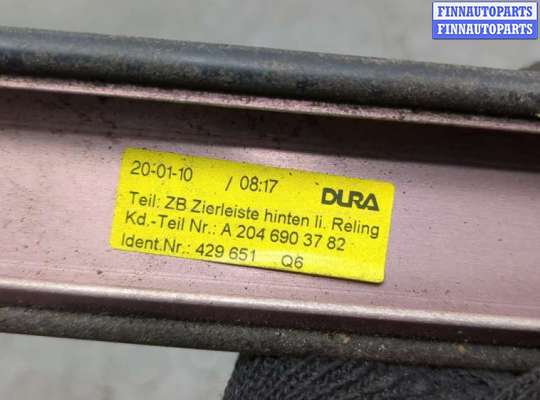 FINNAUTOPARTS
FINNAUTOPARTS
20-01-10 / 08:17 DURA
Teil: ZB Zierleiste hinten li. Reling
Kd.-Teil Nr.: A 204 690 37 82
Ident.Nr.: 429 651 Q6